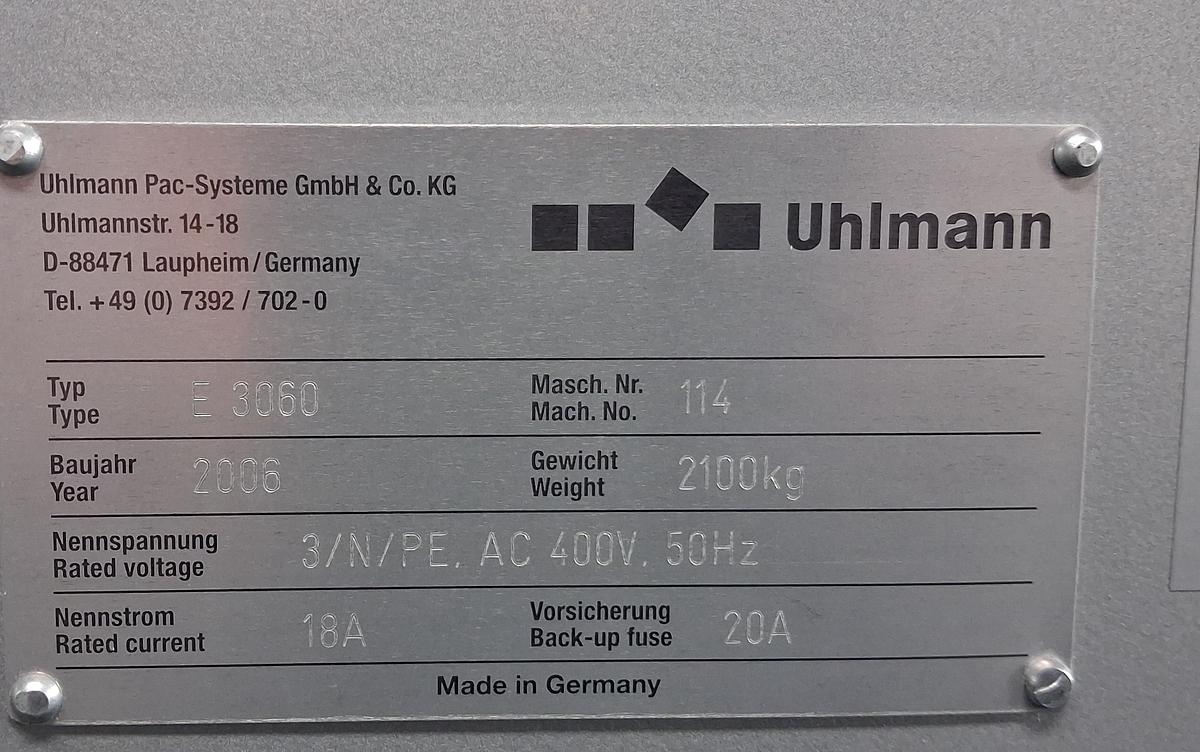 Uhlmann Pac-Systeme GmbH & Co. KG
Uhlmannstr. 14-18
D-88471 Laupheim/Germany
Tel. +49 (0) 7392 / 702-0
Uhlmann
Typ
Type
E 3060
Masch. Nr.
Mach. No.
114
Baujahr
Year
2006
Gewicht
Weight
2100kg
Nennspannung
Rated voltage
3/N/PE. AC 400V. 50Hz
Nennstrom
Rated current
18A
Vorsicherung
Back-up fuse
20A
Made in Germany